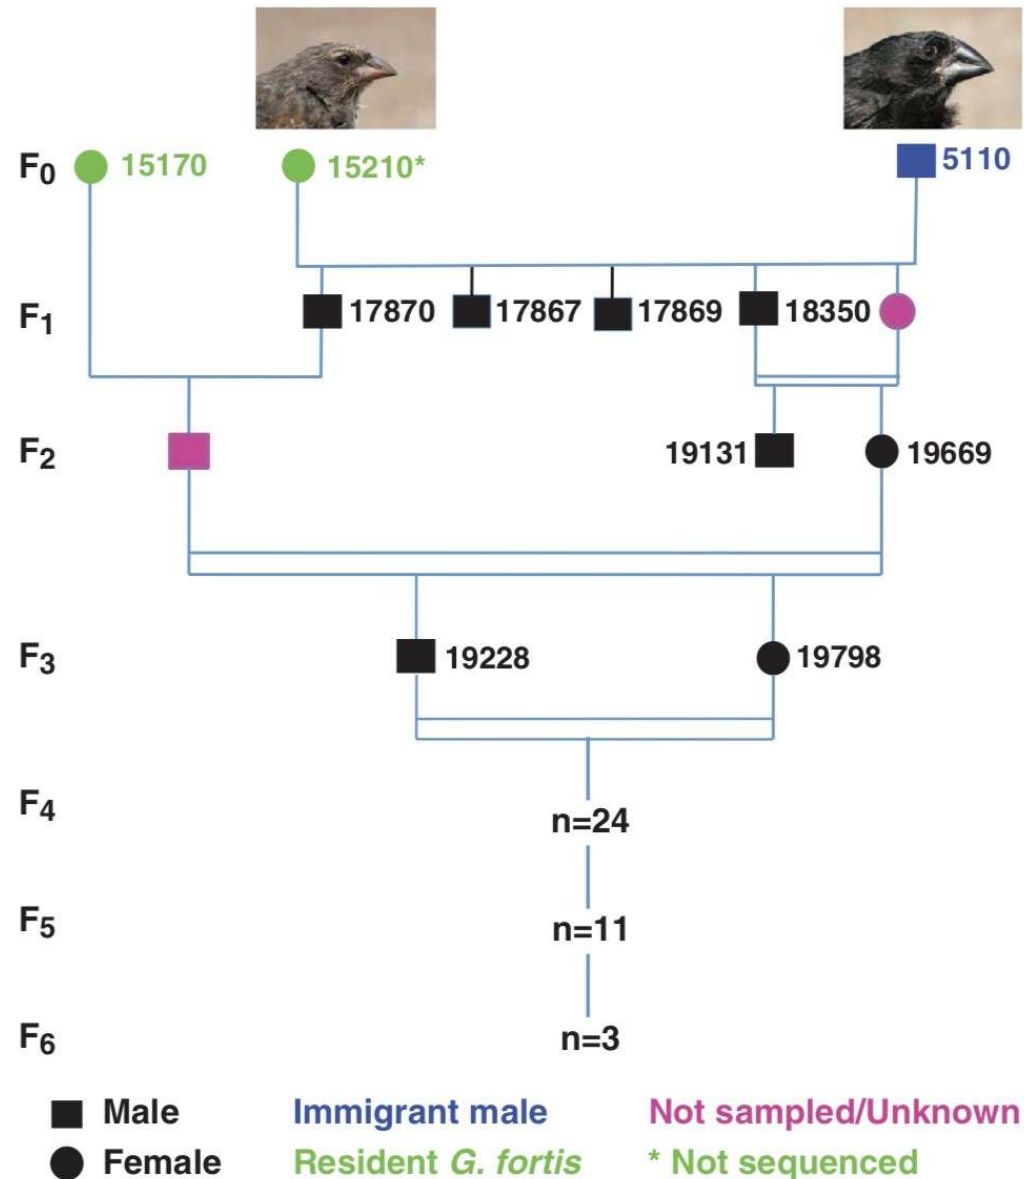 F0 15170 15210* 5110
F1 17870 17867 17869 18350
F2 19131 19669
F3 19228 19798
F4 n=24
F5 n=11
F6 n=3
Male Immigrant male Not sampled/Unknown
Female Resident G. fortis * Not sequenced